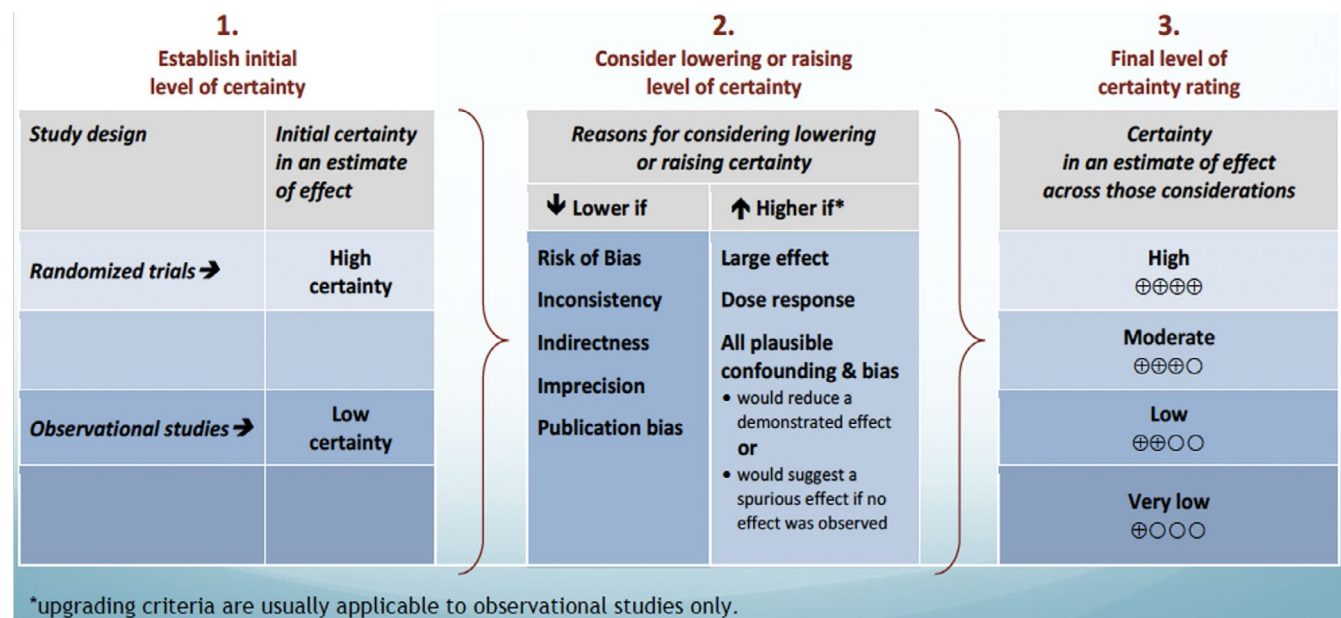 1.
Establish initial
level of certainty
2.
Consider lowering or raising
level of certainty
3.
Final level of
certainty rating
Study design
Initial certainty
in an estimate
of effect
Reasons for considering lowering
or raising certainty
Certainty
in an estimate of effect
across those considerations
🡻 Lower if
🡹 Higher if*
Randomized trials➔
High
certainty
Observational studies➔
Low
certainty
Risk of Bias
Inconsistency
Indirectness
Imprecision
Publication bias
Large effect
Dose response
All plausible
confounding & bias
• would reduce a
demonstrated effect
or
• would suggest a
spurious effect if no
effect was observed
High
⊕⊕⊕⊕
Moderate
⊕⊕⊕○
Low
⊕⊕○○
Very low
⊕○○○
*upgrading criteria are usually applicable to observational studies only.